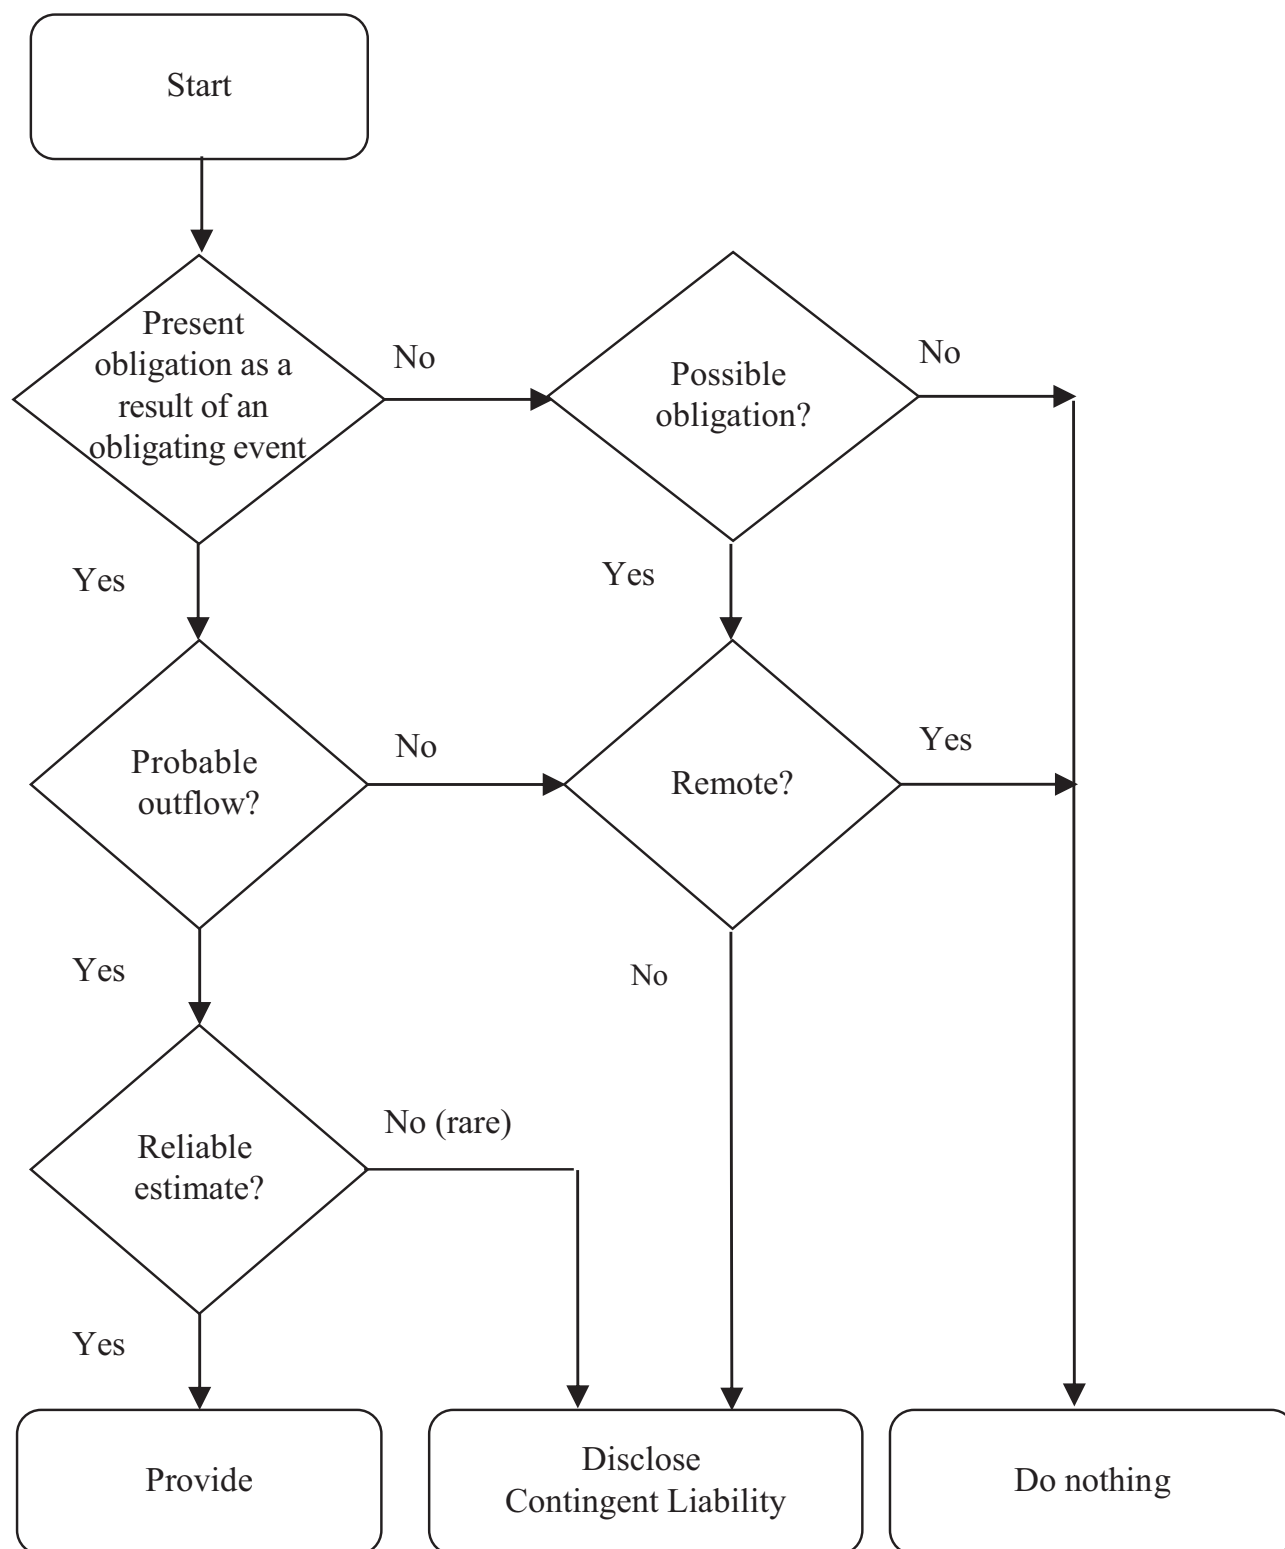 Start
Present
obligation as a
result of an
obligating event
No
Possible
obligation?
No
Yes
Yes
Probable
outflow?
No
Remote?
Yes
Yes
No
Reliable
estimate?
No (rare)
Yes
Provide
Disclose
Contingent Liability
Do nothing